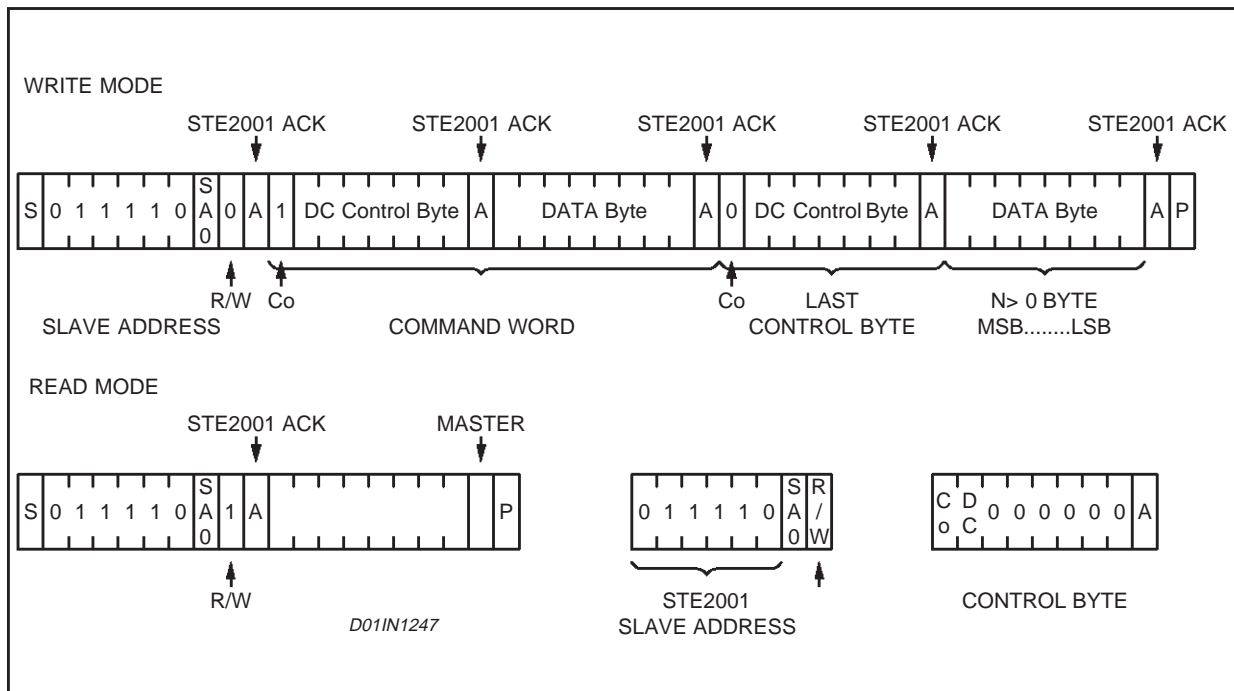 WRITE MODE
STE2001 ACK STE2001 ACK STE2001 ACK STE2001 ACK STE2001 ACK
S 0 1 1 1 1 0 SA0 0 A 1 DC Control Byte A DATA Byte A 0 DC Control Byte A DATA Byte A P
R/W Co Co LAST N> 0 BYTE
SLAVE ADDRESS COMMAND WORD CONTROL BYTE MSB........LSB
READ MODE
STE2001 ACK MASTER
S 0 1 1 1 1 0 SA0 1 A P 0 1 1 1 1 0 SA0 R/W Co DC 0 0 0 0 0 0 A
R/W STE2001 CONTROL BYTE
D01IN1247 SLAVE ADDRESS